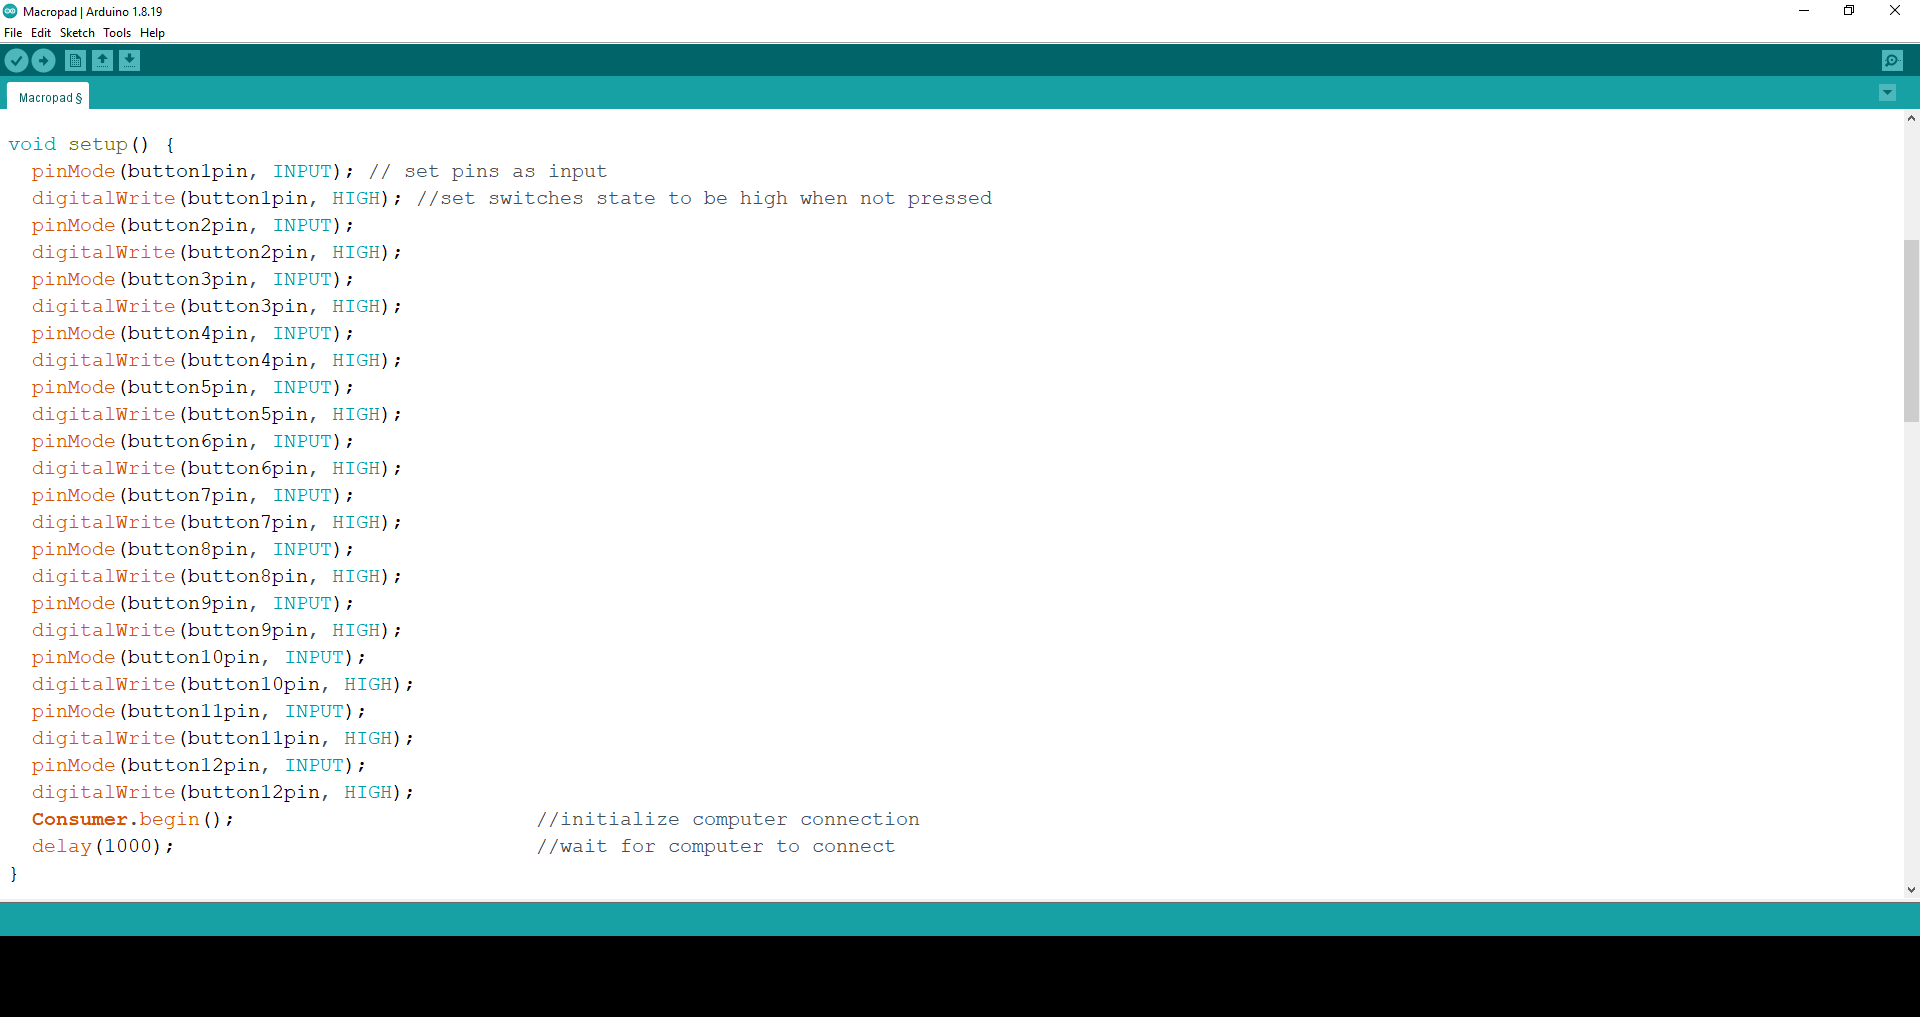 Macropad | Arduino 1.8.19
File Edit Sketch Tools Help
Macropad §
void setup() {
  pinMode(button1pin, INPUT); // set pins as input
  digitalWrite(button1pin, HIGH); //set switches state to be high when not pressed
  pinMode(button2pin, INPUT);
  digitalWrite(button2pin, HIGH);
  pinMode(button3pin, INPUT);
  digitalWrite(button3pin, HIGH);
  pinMode(button4pin, INPUT);
  digitalWrite(button4pin, HIGH);
  pinMode(button5pin, INPUT);
  digitalWrite(button5pin, HIGH);
  pinMode(button6pin, INPUT);
  digitalWrite(button6pin, HIGH);
  pinMode(button7pin, INPUT);
  digitalWrite(button7pin, HIGH);
  pinMode(button8pin, INPUT);
  digitalWrite(button8pin, HIGH);
  pinMode(button9pin, INPUT);
  digitalWrite(button9pin, HIGH);
  pinMode(button10pin, INPUT);
  digitalWrite(button10pin, HIGH);
  pinMode(button11pin, INPUT);
  digitalWrite(button11pin, HIGH);
  pinMode(button12pin, INPUT);
  digitalWrite(button12pin, HIGH);
  Consumer.begin(); //initialize computer connection
  delay(1000); //wait for computer to connect
}